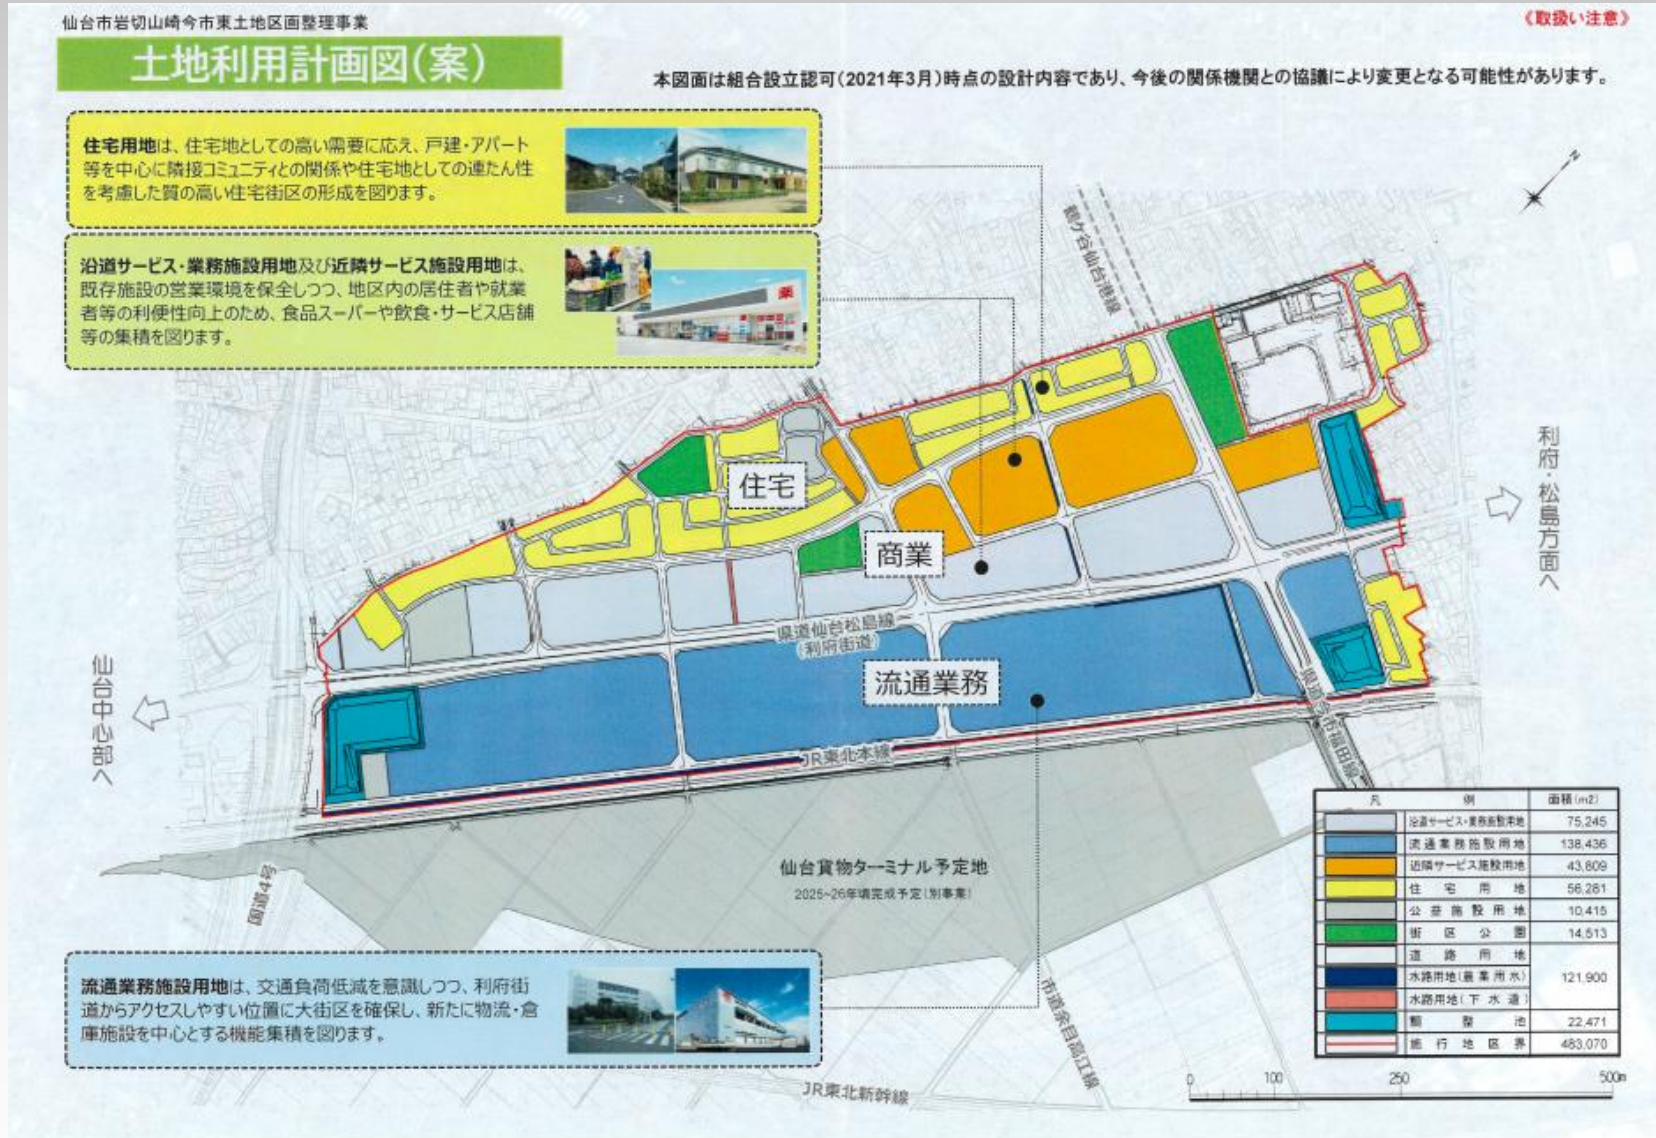 仙台市岩切山崎今市東土地区画整理事業
《取扱い注意》
土地利用計画図(案)
本図面は組合設立認可(2021年3月)時点の設計内容であり、今後の関係機関との協議により変更となる可能性があります。
住宅用地は、住宅地としての高い需要に応え、戸建・アパート
等を中心に隣接コミュニティとの関係や住宅地としての連たん性
を考慮した質の高い住宅街区の形成を図ります。
沿道サービス・業務施設用地及び近隣サービス施設用地は、
既存施設の営業環境を保全しつつ、地区内の居住者や就業
者等の利便性向上のため、食品スーパーや飲食・サービス店舗
等の集積を図ります。
薬
N
鶴ケ谷仙台港線
住宅
商業
流通業務
県道仙台松島線
(利府街道)
利府・松島方面へ
仙台中心部へ
JR東北本線
県道今市福田線
仙台貨物ターミナル予定地
2025~26年頃完成予定(別事業)
国道4号
市道余目高江線
JR東北新幹線
流通業務施設用地は、交通負荷低減を意識しつつ、利府街
道からアクセスしやすい位置に大街区を確保し、新たに物流・倉
庫施設を中心とする機能集積を図ります。
凡例 面積(m2)
沿道サービス・業務施設用地 75,245
流通業務施設用地 138,436
近隣サービス施設用地 43,809
住宅用地 56,281
公益施設用地 10,415
街区公園 14,513
道路用地
水路用地(農業用水) 121,900
水路用地(下水道)
調整池 22,471
施行地区界 483,070
0 100 250 500m